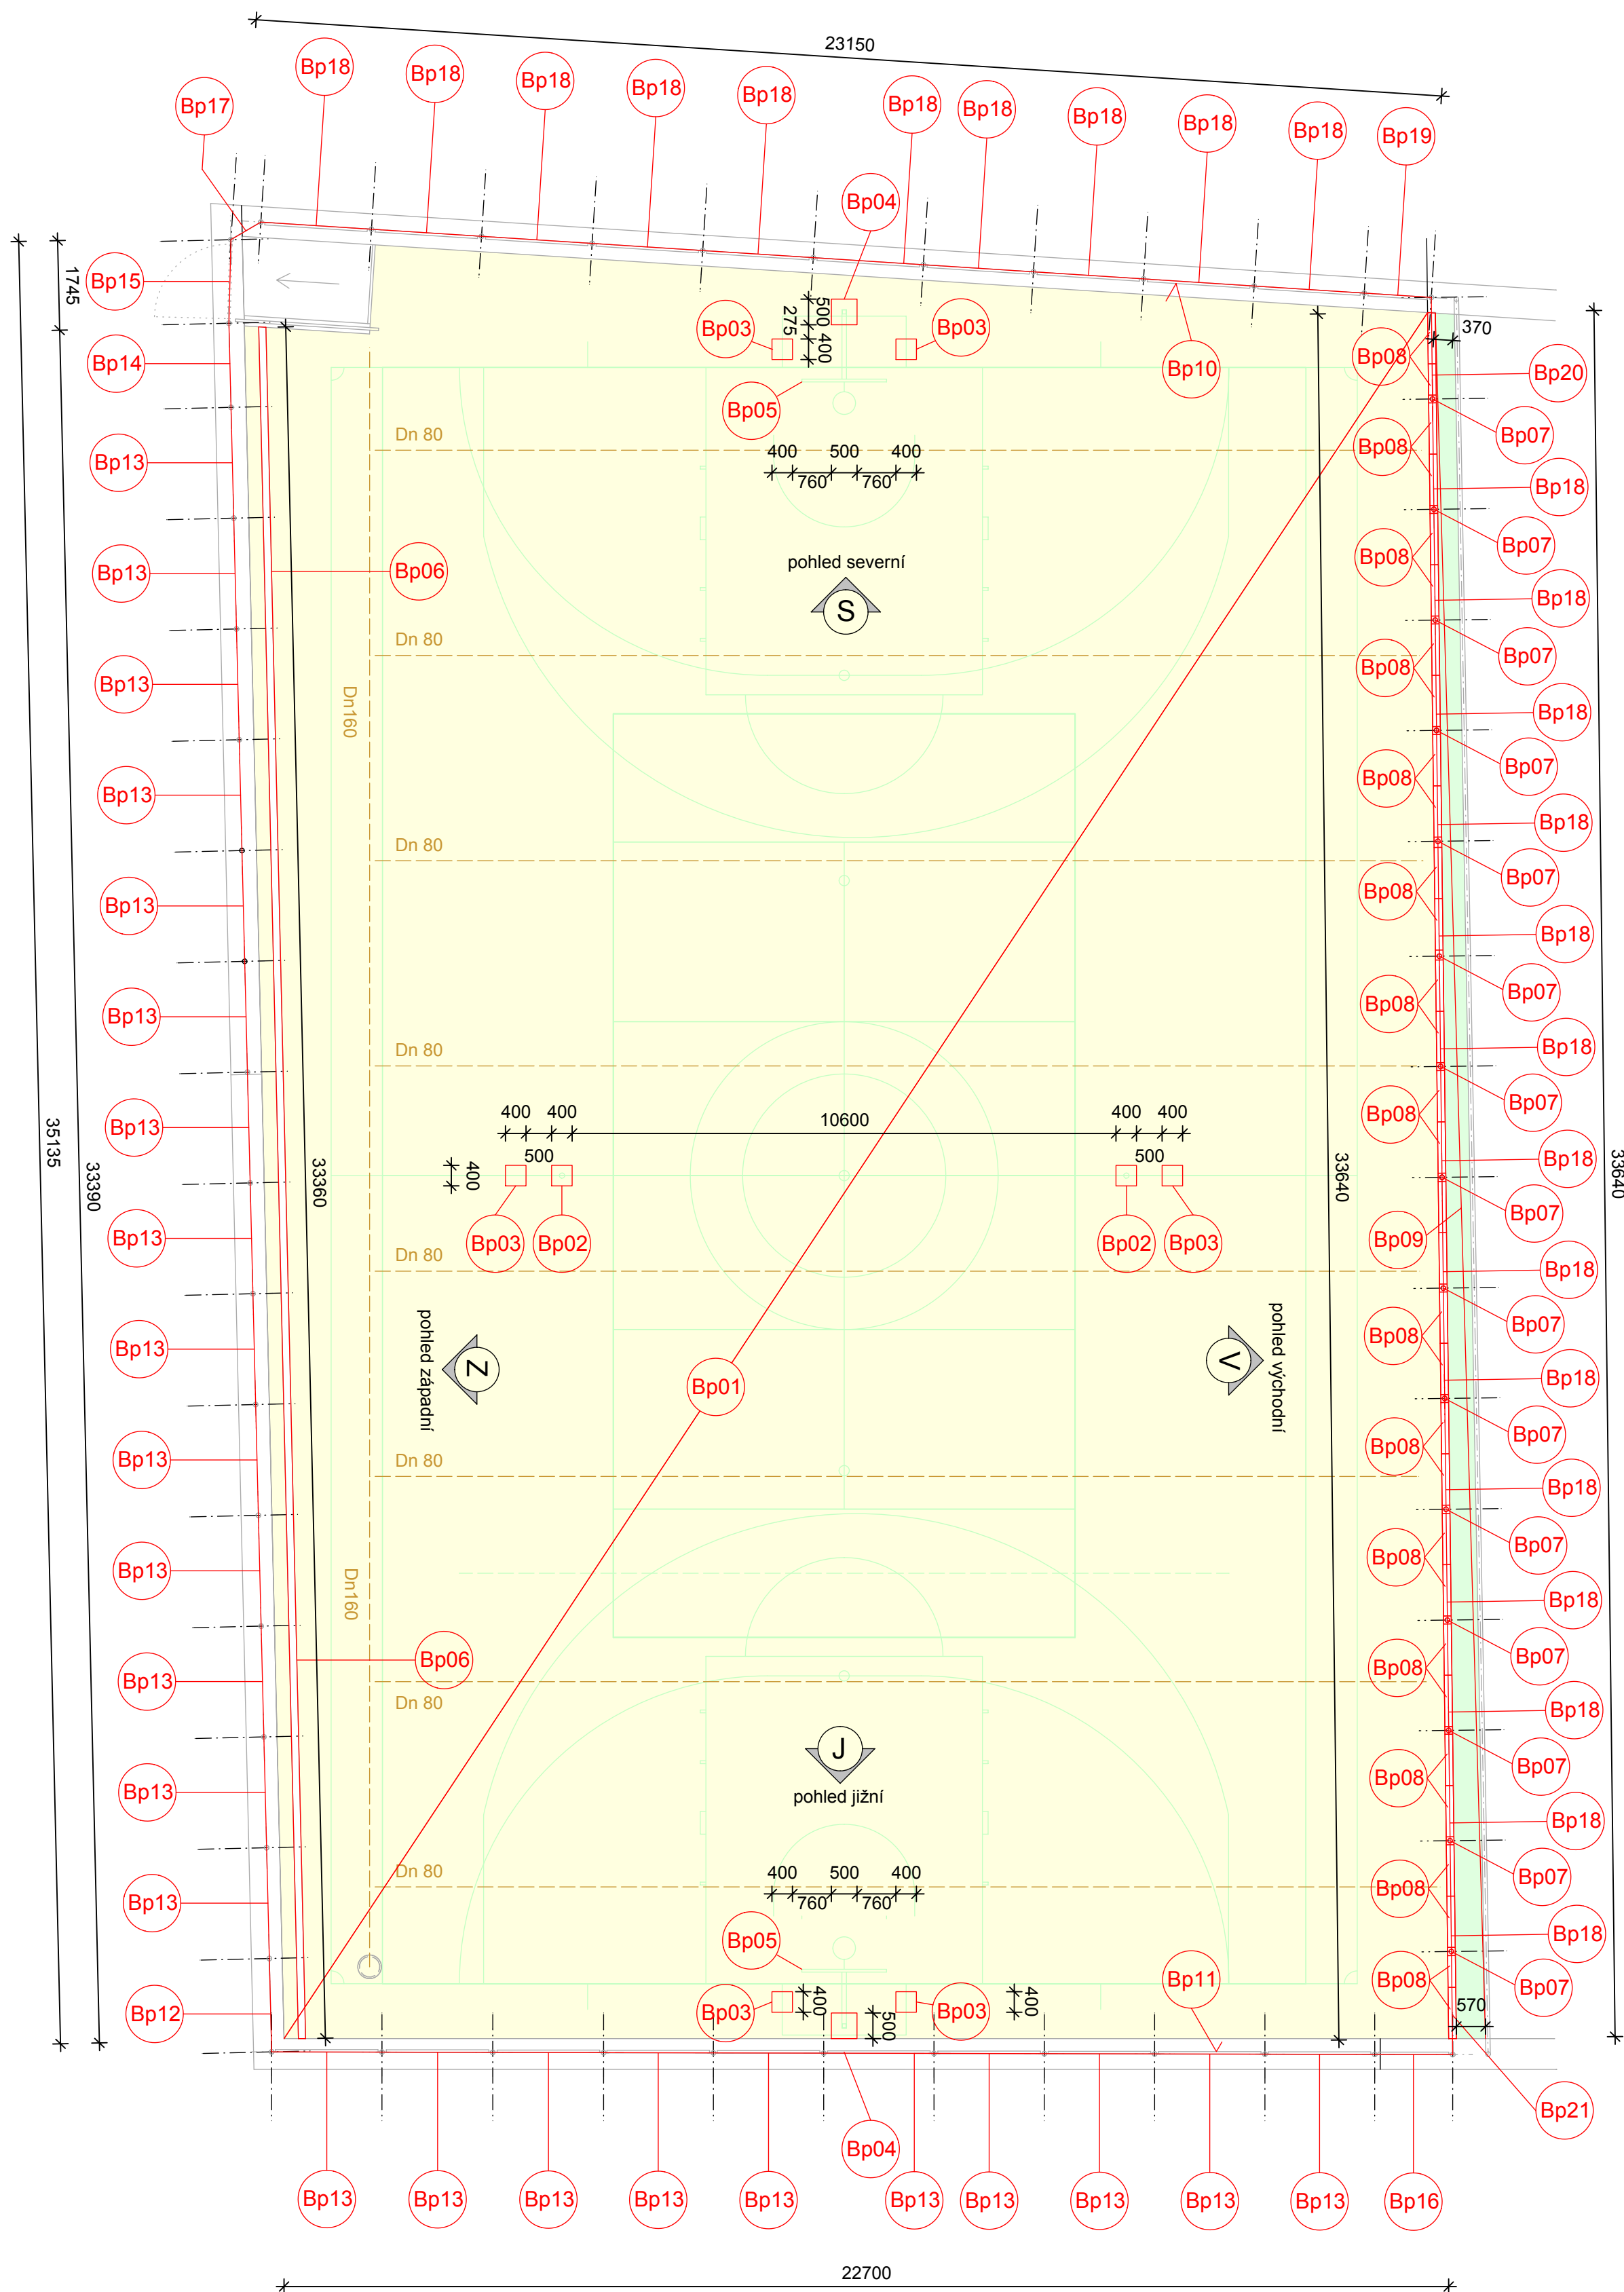 23150
Bp17
Bp18
Bp18
Bp18
Bp18
Bp18
Bp18
Bp18
Bp18
Bp18
Bp18
Bp19
Bp04
1745
Bp15
500
275
400
Bp03
Bp03
370
Bp14
Bp08
Bp10
Bp20
Bp05
Bp07
Dn 80
Bp08
Bp13
400
500
400
760
760
Bp18
Bp07
pohled severní
Bp13
Bp06
S
Bp08
Bp18
Dn 80
Bp07
Bp08
Bp13
Dn160
Bp18
Bp07
Bp08
Bp13
Bp18
Dn 80
Bp07
Bp08
Bp13
Bp18
Bp07
Bp08
Bp13
Dn 80
Bp18
Bp07
35135
33390
33360
Bp13
400
400
10600
400
400
Bp08
33640
33640
500
500
400
Bp18
Bp03
Bp02
Bp02
Bp03
Bp07
Bp13
Bp09
Dn 80
Bp18
pohled západní
Z
pohled východní
V
Bp07
Bp08
Bp13
Bp01
Bp18
Bp07
Bp08
Bp13
Dn 80
Bp18
Bp07
Bp08
Bp13
Dn160
Bp18
Bp07
Bp06
Bp08
Bp13
Dn 80
Bp18
J
pohled jižní
Bp07
Bp08
Bp13
Bp18
Dn 80
400
500
400
760
760
Bp07
Bp08
Bp13
Bp18
Bp05
Bp11
Bp08
Bp07
Bp12
Bp03
400
500
Bp03
400
570
Bp21
Bp04
Bp13
Bp13
Bp13
Bp13
Bp13
Bp13
Bp13
Bp13
Bp13
Bp13
Bp16
22700